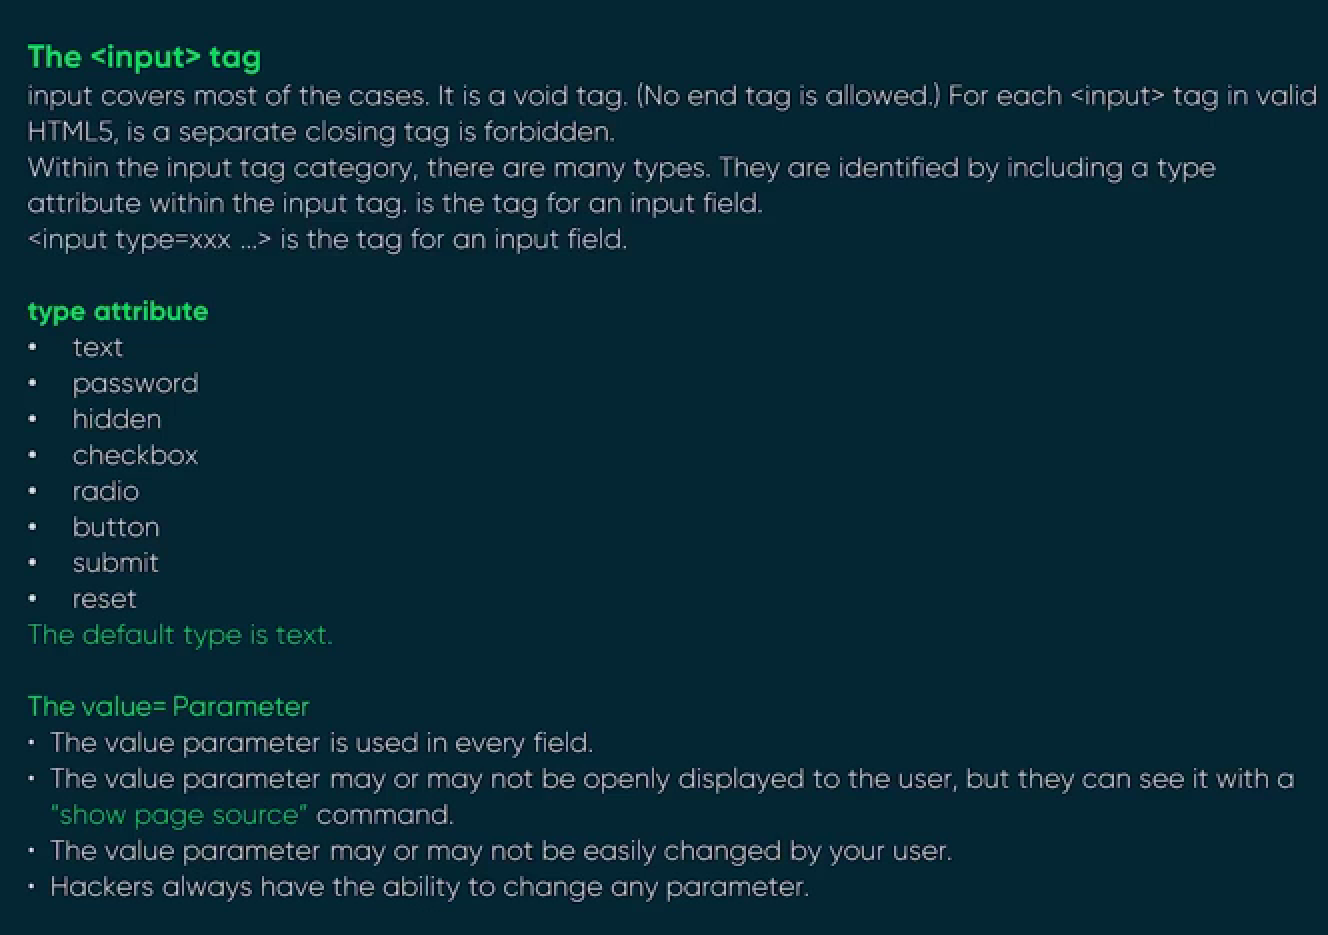 The <input> tag
input covers most of the cases. It is a void tag. (No end tag is allowed.) For each <input> tag in valid
HTML5, is a separate closing tag is forbidden.
Within the input tag category, there are many types. They are identified by including a type
attribute within the input tag. is the tag for an input field.
<input type=xxx ...> is the tag for an input field.
type attribute
• text
• password
• hidden
• checkbox
• radio
• button
• submit
• reset
The default type is text.
The value= Parameter
• The value parameter is used in every field.
• The value parameter may or may not be openly displayed to the user, but they can see it with a
"show page source" command.
• The value parameter may or may not be easily changed by your user.
• Hackers always have the ability to change any parameter.